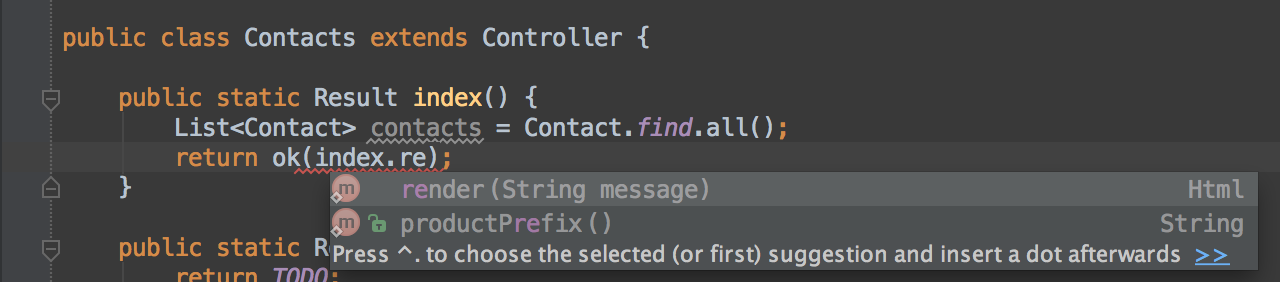 public class Contacts extends Controller {
public static Result index() {
List<Contact> contacts = Contact.find.all();
return ok(index.re);
}
m render(String message) Html
m productPrefix() String
public static R
Press ^. to choose the selected (or first) suggestion and insert a dot afterwards >>
return TODO;